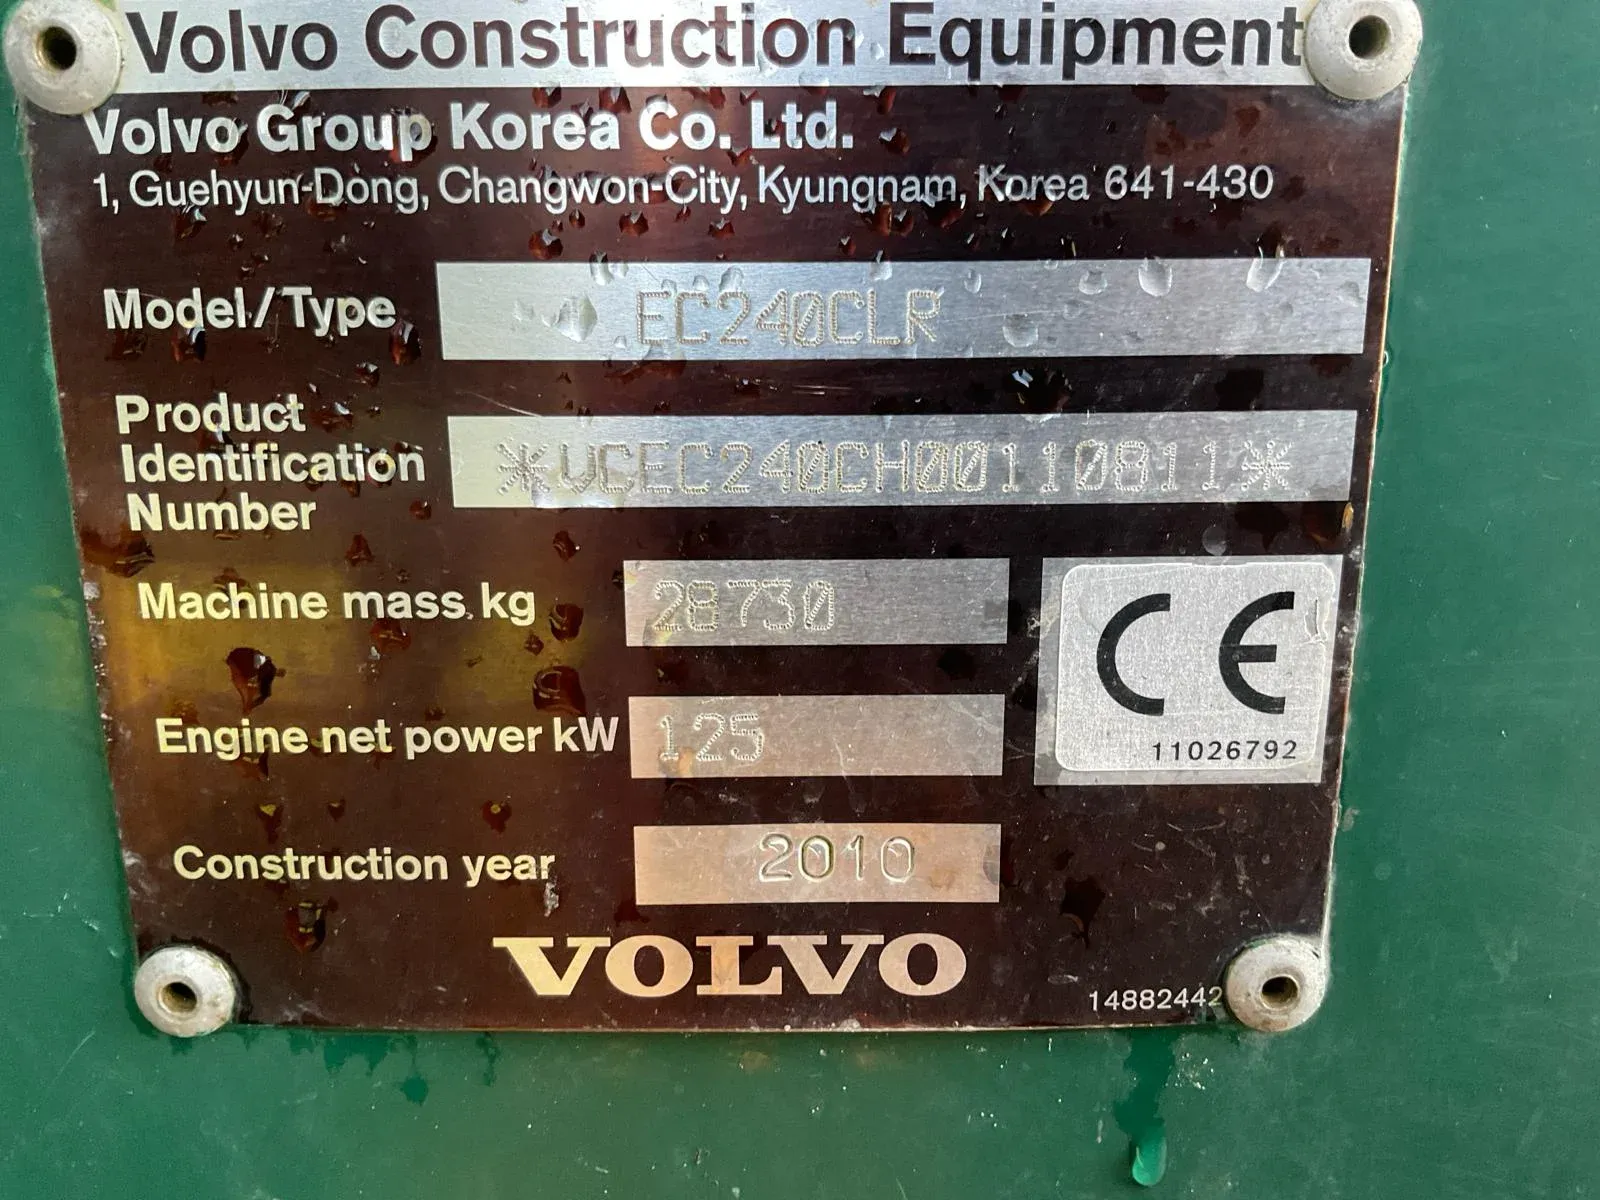 Volvo Construction Equipment
Volvo Group Korea Co. Ltd.
1, Guehyun-Dong, Changwon-City, Kyungnam, Korea 641-430
Model/Type EC240CLR
Product Identification Number *VCEC240CH00110811*
Machine mass kg 28730
Engine net power kW 125
CE
11026792
Construction year 2010
VOLVO
14882442